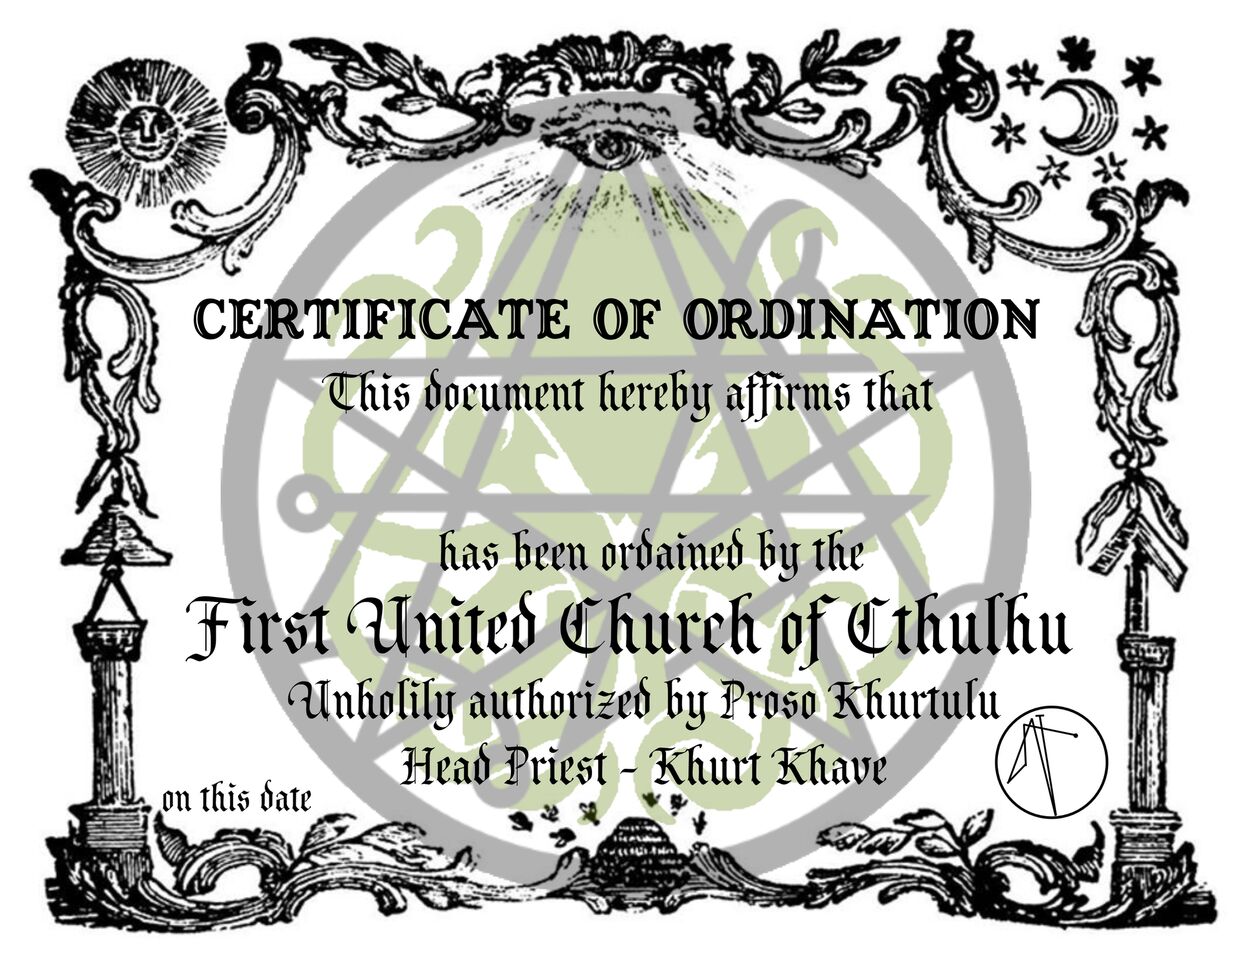 CERTIFICATE OF ORDINATION
This document hereby affirms that
has been ordained by the
First United Church of Cthulhu
Unholily authorized by Proso Khurtulu
Head Priest - Khurt Khave
on this date